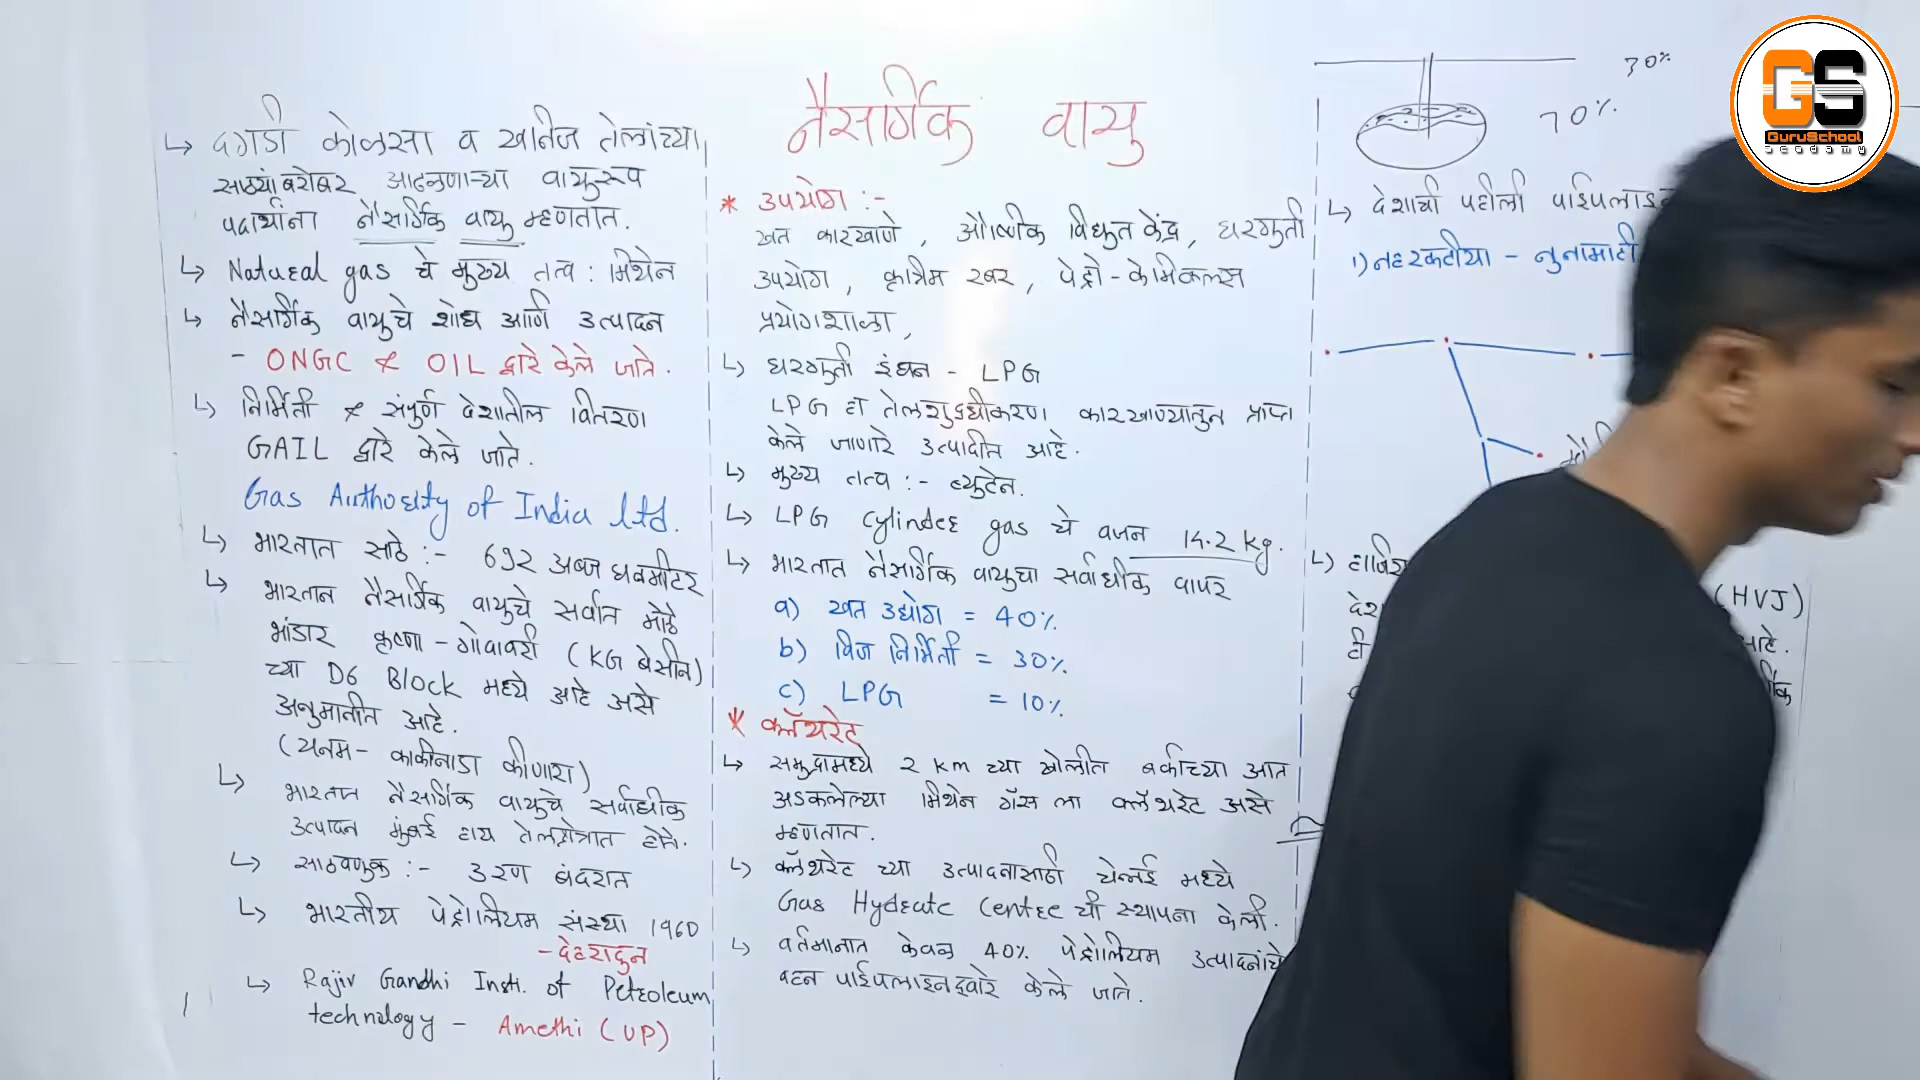 नैसर्गिक वायु
↳ दगडी कोळसा व खनिज तेलांच्या
साठ्यांबरोबर आढळणाऱ्या वायुरूप
पदार्थांना नैसर्गिक वायु म्हणतात.
↳ Natural gas चे मुख्य तत्व : मिथेन
↳ नैसर्गिक वायुचे शोध आणि उत्पादन
- ONGC & OIL द्वारे केले जाते.
↳ निर्मिती & संपुर्ण देशातील वितरण
GAIL द्वारे केले जाते.
Gas Authority of India ltd.
↳ भारतात साठे :- 692 अब्ज घनमीटर
↳ भारतात नैसर्गिक वायुचे सर्वात मोठे
भांडार कृष्णा - गोदावरी (KG बेसीन)
च्या D6 Block मध्ये आहे असे
अनुमानीत आहे.
(यनम - काकीनाडा कीणारा)
↳ भारतात नैसर्गिक वायुचे सर्वाधीक
उत्पादन मुंबई हाय तेलक्षेत्रात होते.
↳ साठवणुक :- उरण बंदरात
↳ भारतीय पेट्रोलियम संस्था 1960
- देहरादुन
↳ Rajiv Gandhi Inst. of Petroleum
technology - Amethi (UP)
* उपयोग :-
खत कारखाणे, औष्णिक विद्युत केंद्र, घरगुती
उपयोग, कृत्रिम रबर, पेट्रो-केमिकल्स
प्रयोगशाळा,
↳ घरगुती इंधन - LPG
LPG हा तेलशुद्धीकरण कारखाण्यातुन प्राप्त
केले जाणारे उत्पादीत आहे.
↳ मुख्य तत्व :- ब्युटेन.
↳ LPG cylinder gas चे वजन 14.2 kg.
↳ भारतात नैसर्गिक वायुचा सर्वाधीक वापर
a) खत उद्योग = 40%
b) विज निर्मिती = 30%
c) LPG = 10%
* क्लॅथरेट
↳ समुद्रामध्ये 2 km च्या खोलीत बर्फाच्या आत
अडकलेल्या मिथेन गॅस ला क्लॅथरेट असे
म्हणतात.
↳ क्लॅथरेट च्या उत्पादनासाठी चेन्नई मध्ये
Gas Hydrate Center ची स्थापना केली.
↳ वर्तमानात केवळ 40% पेट्रोलियम उत्पादनांचे
वहन पाईपलाइनद्वारे केले जाते.
30%
70%
↳ देशाची पहीली पाईपलाइन
1) नहरकटीया - नुनामाटी
(HVJ)
आहे.
GS
GuruSchool
academy